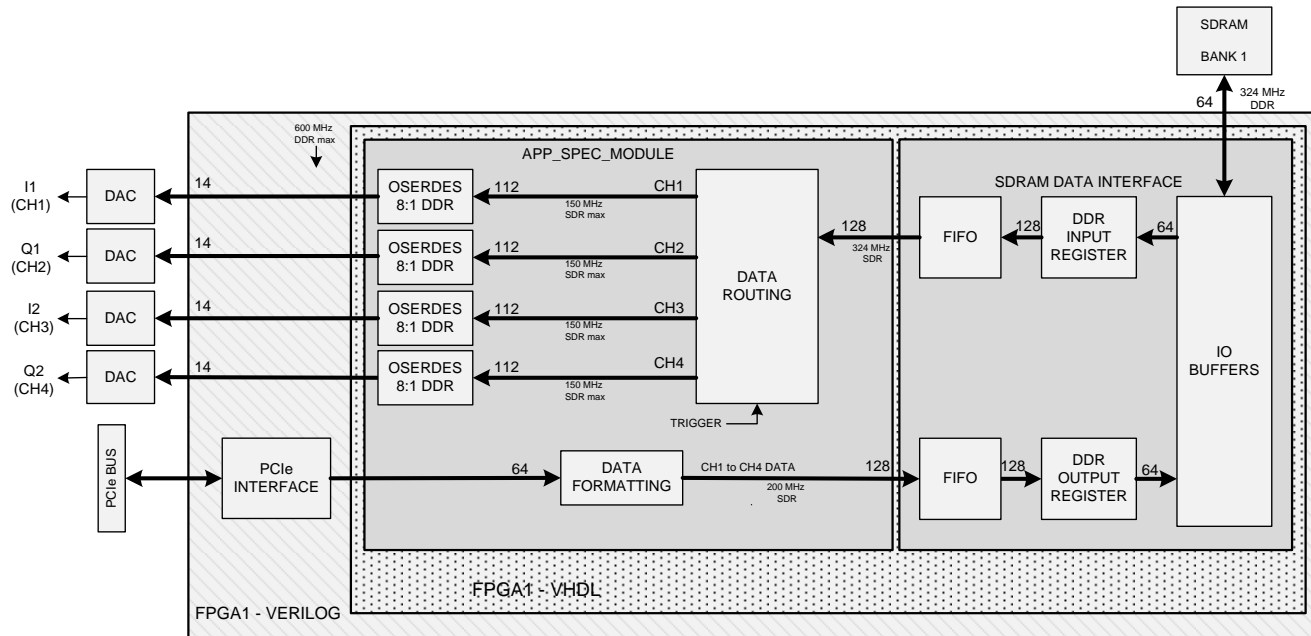 SDRAM
BANK 1
64
324 MHz
DDR
600 MHz
DDR max
APP_SPEC_MODULE
SDRAM DATA INTERFACE
I1
(CH1)
DAC
14
OSERDES
8:1 DDR
112
CH1
150 MHz
SDR max
Q1
(CH2)
DAC
14
OSERDES
8:1 DDR
112
CH2
150 MHz
SDR max
I2
(CH3)
DAC
14
OSERDES
8:1 DDR
112
CH3
150 MHz
SDR max
Q2
(CH4)
DAC
14
OSERDES
8:1 DDR
112
CH4
150 MHz
SDR max
DATA
ROUTING
TRIGGER
128
324 MHz
SDR
FIFO
128
DDR
INPUT
REGISTER
64
IO
BUFFERS
PCIe BUS
PCIe
INTERFACE
64
DATA
FORMATTING
CH1 to CH4 DATA
200 MHz
SDR
128
FIFO
128
DDR
OUTPUT
REGISTER
64
FPGA1 - VHDL
FPGA1 - VERILOG